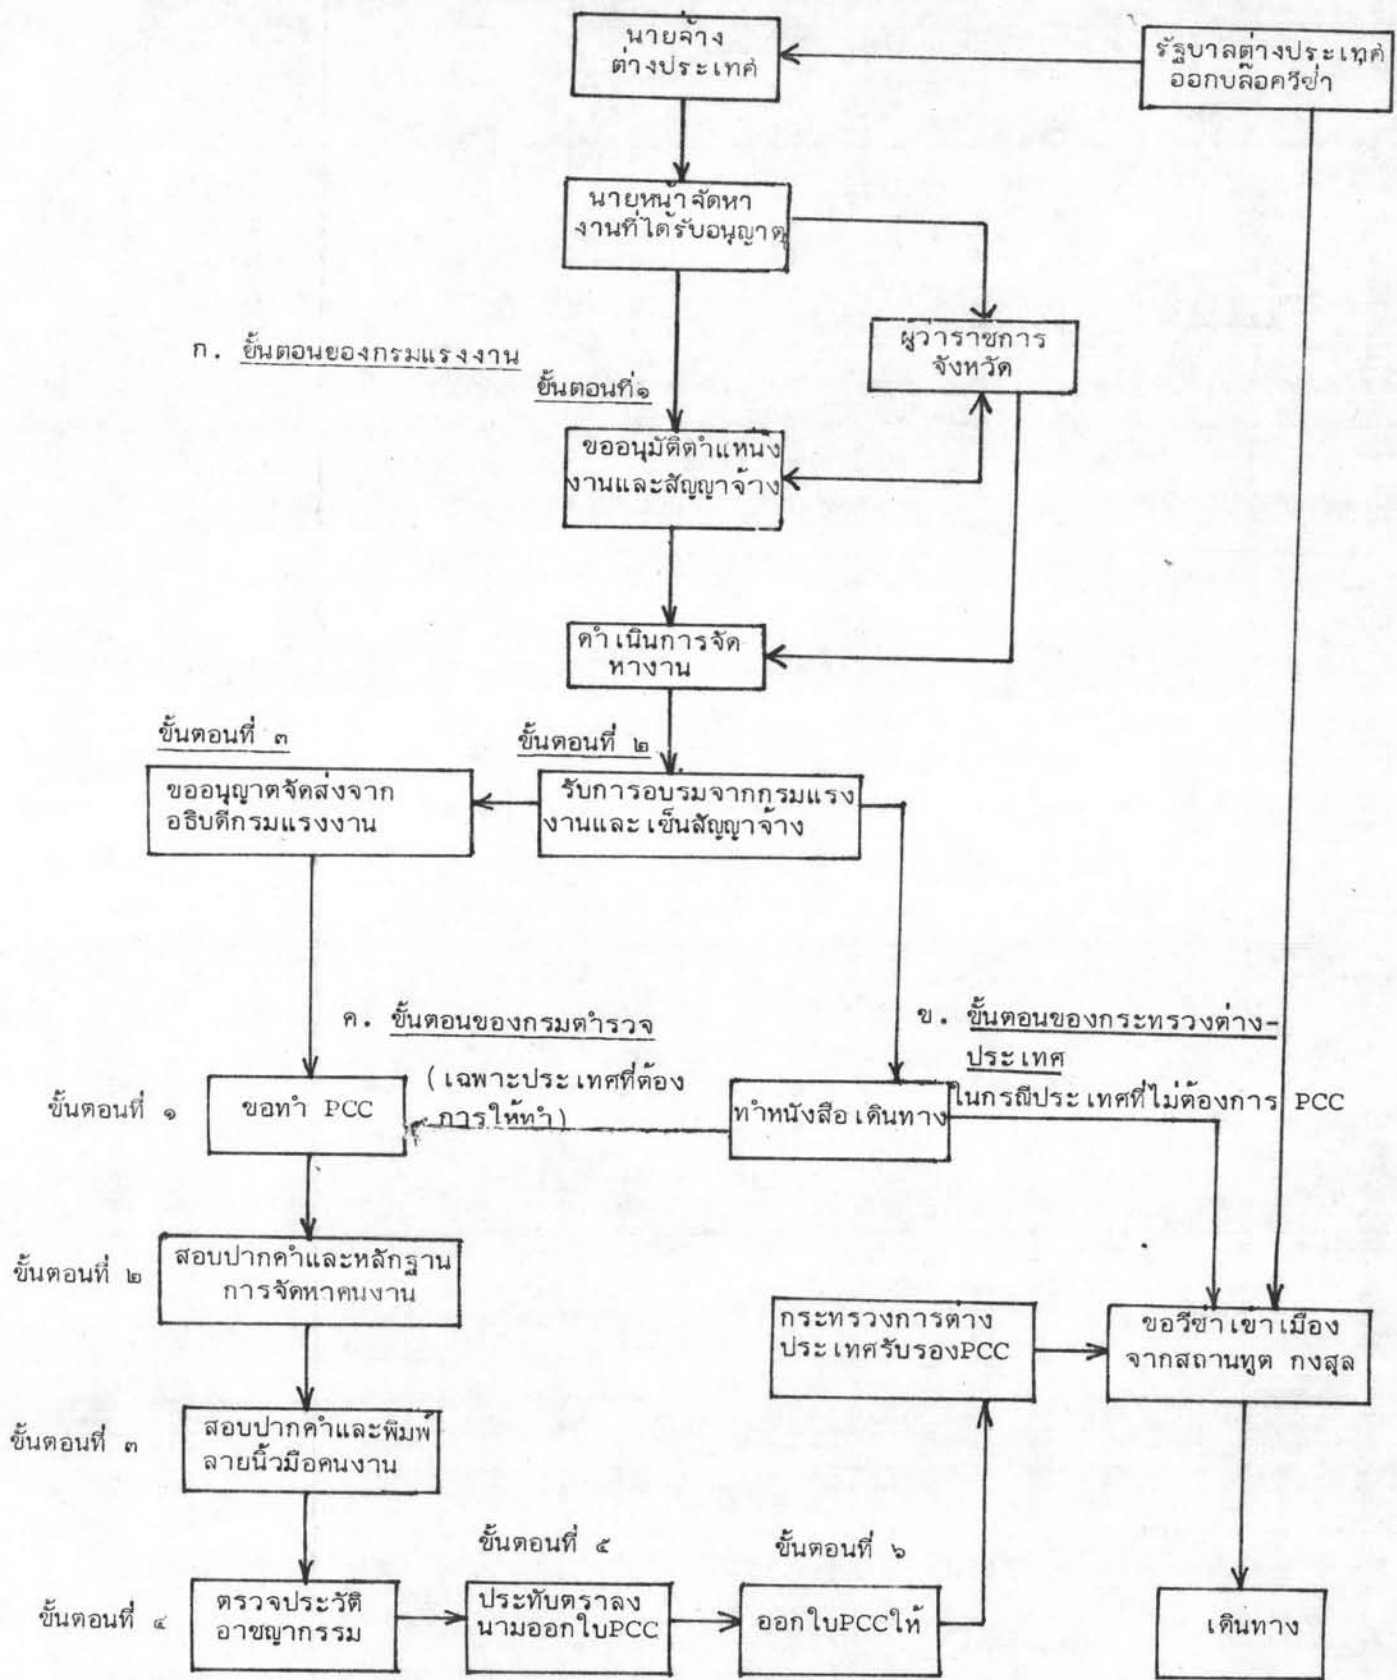 นายจ้าง
ต่างประเทศ
รัฐบาลต่างประเทศ
ออกบล๊อควีซ่า
นายหน้าจัดหา
งานที่ได้รับอนุญาต
ผู้ว่าราชการ
จังหวัด
ก. ขั้นตอนของกรมแรงงาน
ขั้นตอนที่๑
ขออนุมัติตำแหน่ง
งานและสัญญาจ้าง
ดำเนินการจัด
หางาน
ขั้นตอนที่ ๓
ขั้นตอนที่ ๒
ขออนุญาตจัดส่งจาก
อธิบดีกรมแรงงาน
รับการอบรมจากกรมแรง
งานและเซ็นสัญญาจ้าง
ค. ขั้นตอนของกรมตำรวจ
(เฉพาะประเทศที่ต้อง
การให้ทำ)
ข. ขั้นตอนของกระทรวงต่าง-
ประเทศ
ในกรณีประเทศที่ไม่ต้องการ PCC
ขั้นตอนที่ ๑
ขอทำ PCC
ทำหนังสือเดินทาง
ขั้นตอนที่ ๒
สอบปากคำและหลักฐาน
การจัดหาคนงาน
กระทรวงการต่าง
ประเทศรับรองPCC
ขอวีซ่าเข้าเมือง
จากสถานทูต กงสุล
ขั้นตอนที่ ๓
สอบปากคำและพิมพ์
ลายนิ้วมือคนงาน
ขั้นตอนที่ ๕
ขั้นตอนที่ ๖
ขั้นตอนที่ ๔
ตรวจประวัติ
อาชญากรรม
ประทับตราลง
นามออกใบPCC
ออกใบPCCให้
เดินทาง